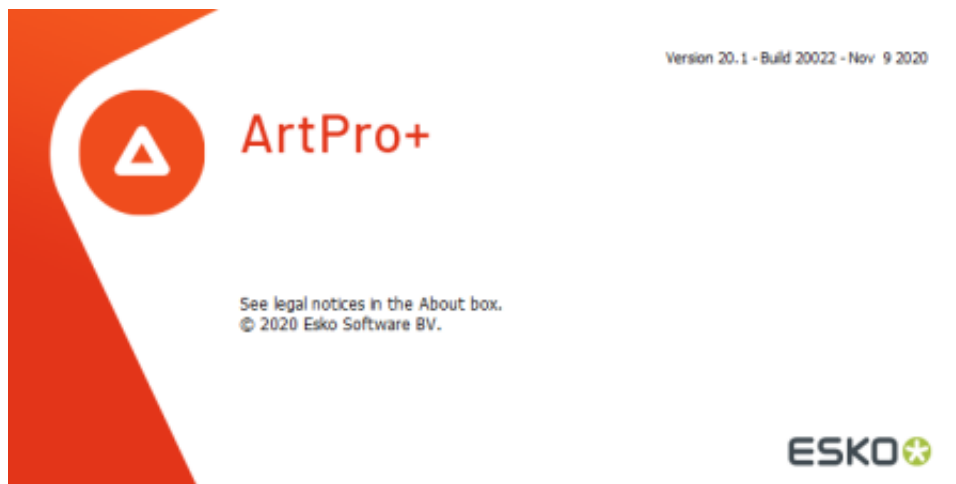 Version 20.1 - Build 20022 - Nov 9 2020
ArtPro+
See legal notices in the About box.
© 2020 Esko Software BV.
ESKO